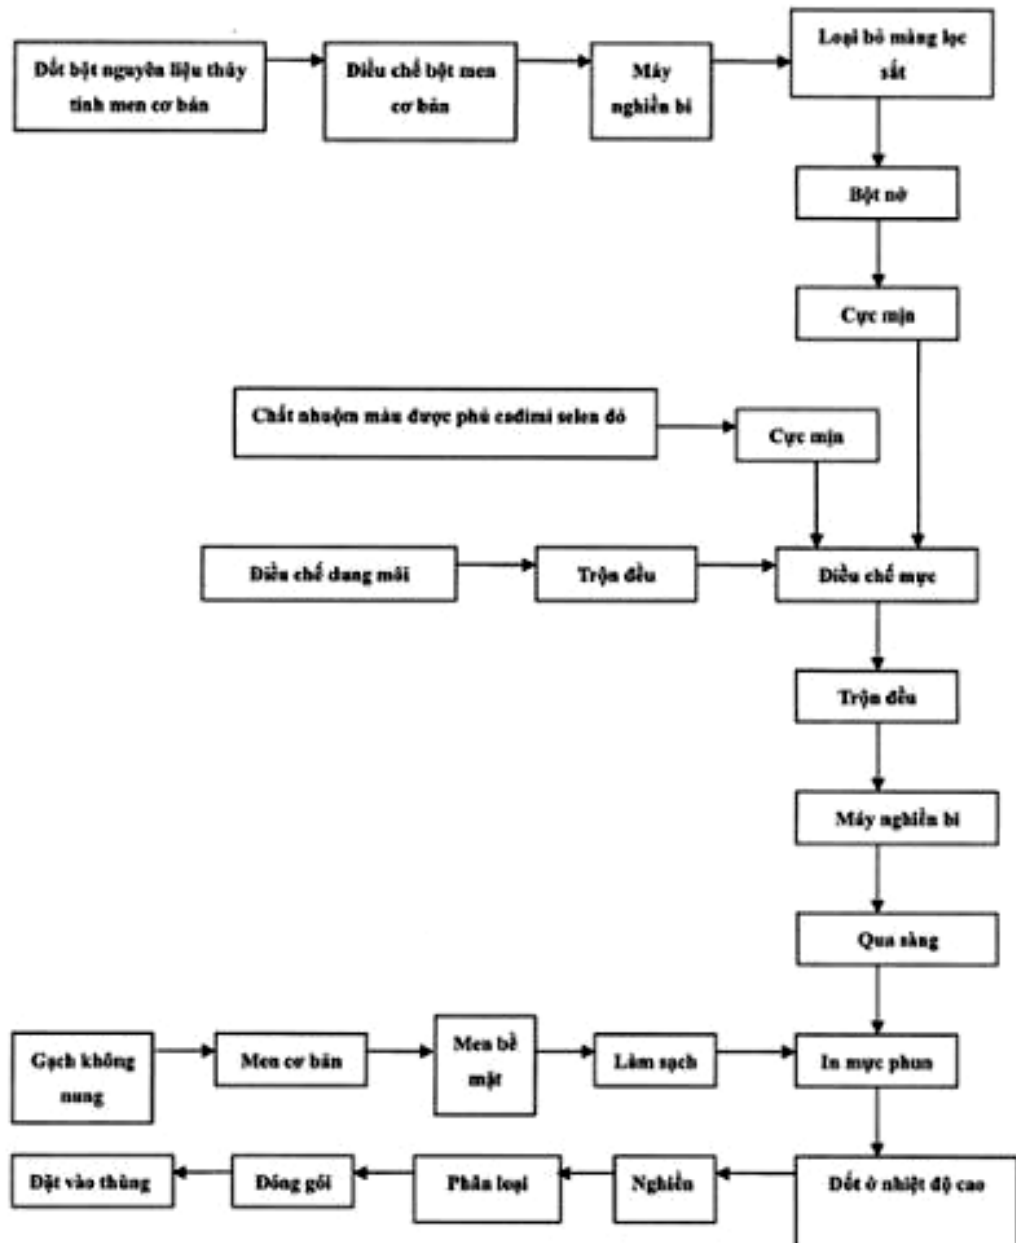 Đốt bột nguyên liệu thủy
tinh men cơ bản
Điều chế bột men
cơ bản
Máy
nghiền bi
Loại bỏ màng lọc
sắt
Bột nở
Cực mịn
Chất nhuộm màu được phủ cađimi selen đỏ
Cực mịn
Điều chế dung môi
Trộn đều
Điều chế mực
Trộn đều
Máy nghiền bi
Qua sàng
Gạch không
nung
Men cơ bản
Men bề
mặt
Làm sạch
In mực phun
Đặt vào thùng
Đóng gói
Phân loại
Nghiền
Đốt ở nhiệt độ cao